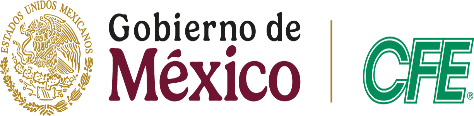 ESTADOS UNIDOS MEXICANOS
Gobierno de
México
CFE®